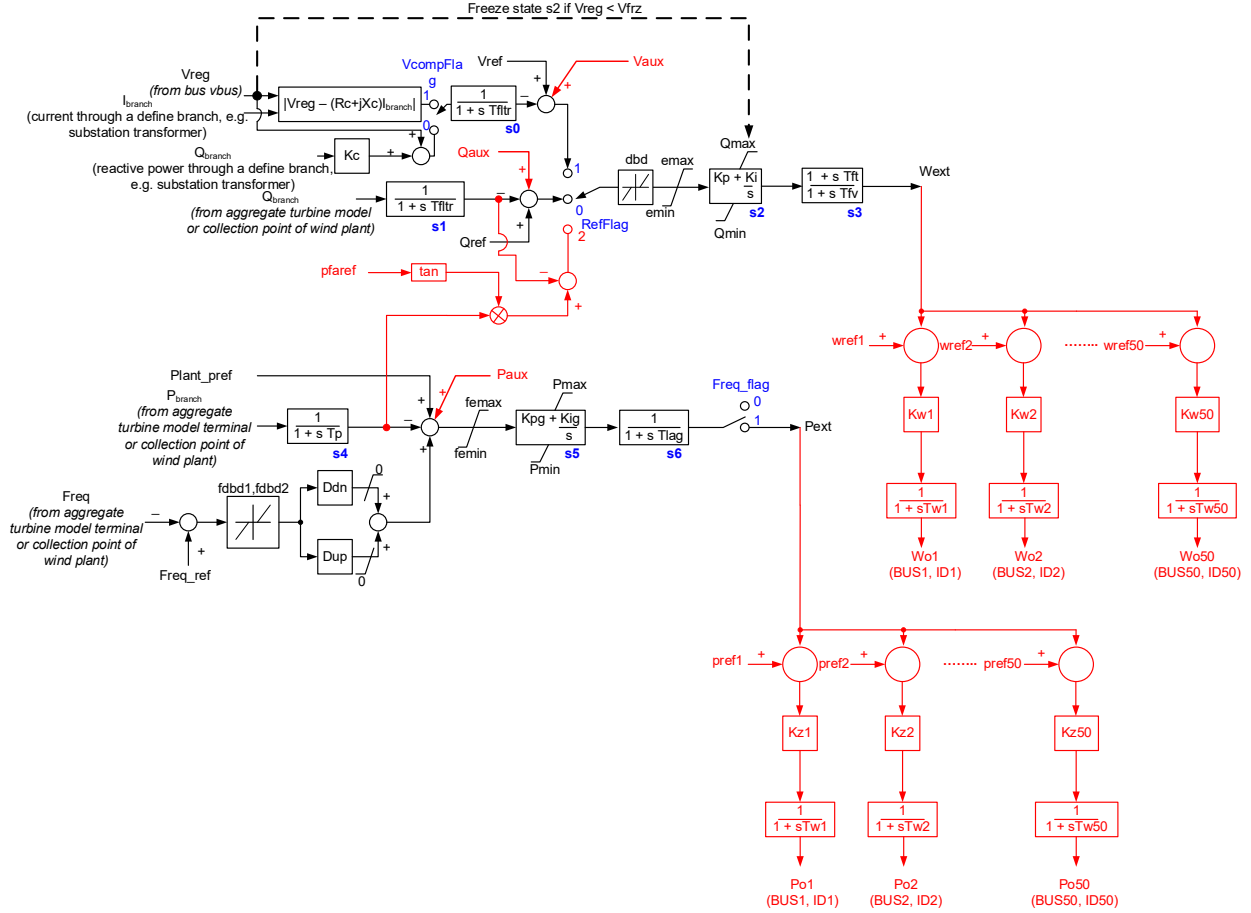 Freeze state s2 if Vreg < Vfrz
Vreg
(from bus vbus)
I_branch
(current through a define branch, e.g.
substation transformer)
|Vreg – (Rc+jXc)I_branch|
VcompFla
g
1
0
1
1 + s Tfltr
s0
Vref
+
Vaux
+
–
Q_branch
(reactive power through a define branch,
e.g. substation transformer)
Kc
+
+
Q_branch
(from aggregate turbine model
or collection point of wind plant)
1
1 + s Tfltr
s1
Qaux
+
–
+
Qref
1
0
RefFlag
2
dbd
emax
emin
Qmax
Kp + Ki
s
s2
Qmin
1 + s Tft
1 + s Tfv
s3
Wext
pfaref
tan
–
+
wref1
+
wref2
+
wref50
+
Kw1
Kw2
Kw50
1
1 + sTw1
1
1 + sTw2
1
1 + sTw50
Wo1
(BUS1, ID1)
Wo2
(BUS2, ID2)
Wo50
(BUS50, ID50)
Plant_pref
P_branch
(from aggregate
turbine model terminal
or collection point of
wind plant)
1
1 + s Tp
s4
Paux
+
+
–
+
femax
femin
Pmax
Kpg + Kig
s
s5
Pmin
1
1 + s Tlag
s6
Freq_flag
0
1
Pext
Freq
(from aggregate
turbine model terminal
or collection point of
wind plant)
–
+
Freq_ref
fdbd1,fdbd2
Ddn
0
+
Dup
0
+
pref1
+
pref2
+
pref50
+
Kz1
Kz2
Kz50
1
1 + sTw1
1
1 + sTw2
1
1 + sTw50
Po1
(BUS1, ID1)
Po2
(BUS2, ID2)
Po50
(BUS50, ID50)